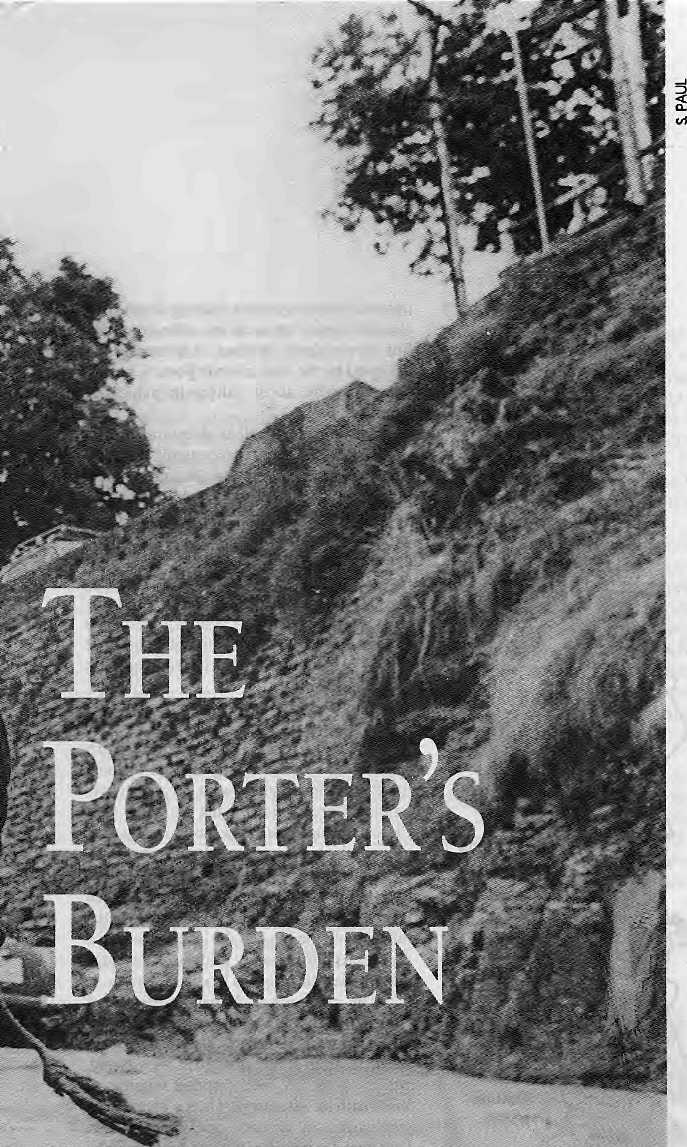 S. PAUL
THE
PORTER'S
BURDEN